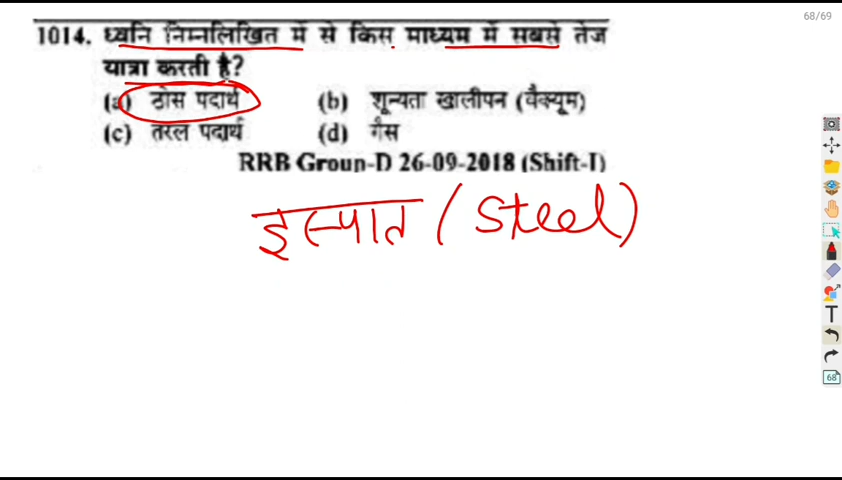 68/69
1014. ध्वनि निम्नलिखित में से किस माध्यम में सबसे तेज
यात्रा करती है?
(a) ठोस पदार्थ (b) शून्यता खालीपन (वैक्यूम)
(c) तरल पदार्थ (d) गैस
RRB Group-D 26-09-2018 (Shift-I)
इस्पात (Steel)
T
68